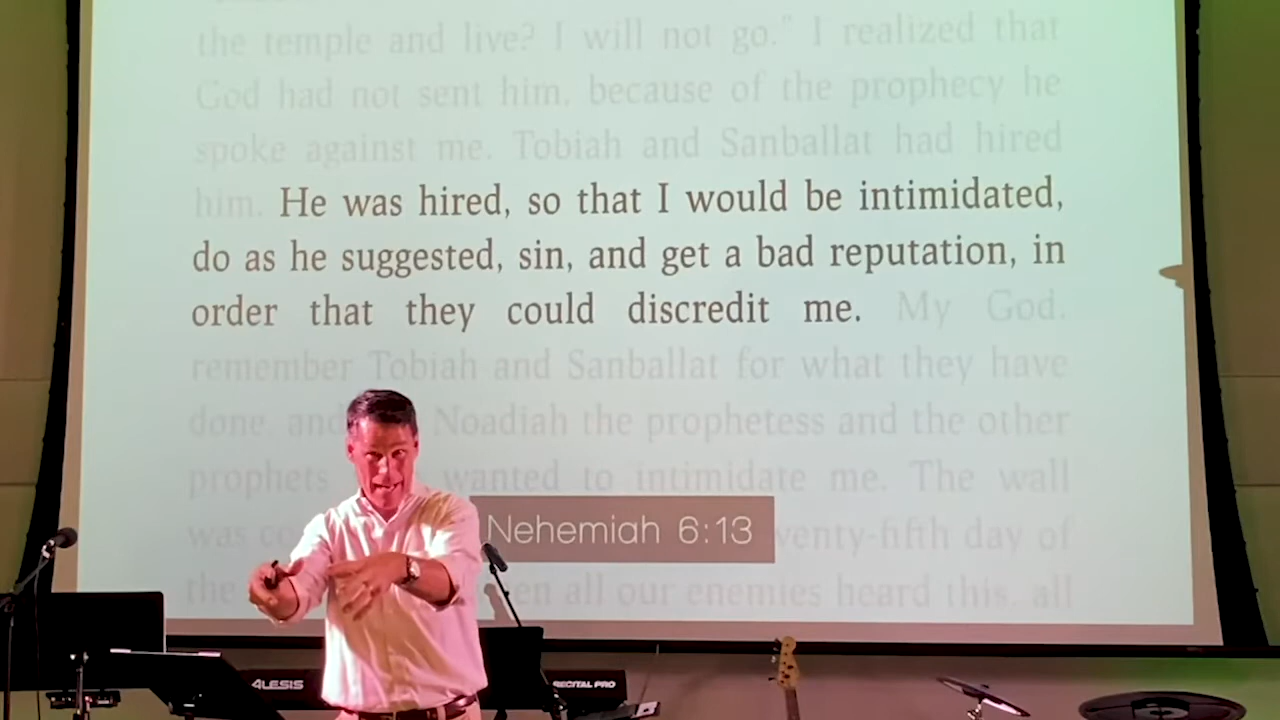 the temple and live? I will not go." I realized that
God had not sent him, because of the prophecy he
spoke against me. Tobiah and Sanballat had hired
him. He was hired, so that I would be intimidated,
do as he suggested, sin, and get a bad reputation, in
order that they could discredit me. My God,
remember Tobiah and Sanballat for what they have
done, and Noadiah the prophetess and the other
prophets wanted to intimidate me. The wall
was day of
Nehemiah 6:13
the all our enemies heard this, all
ALESIS RECITAL PRO